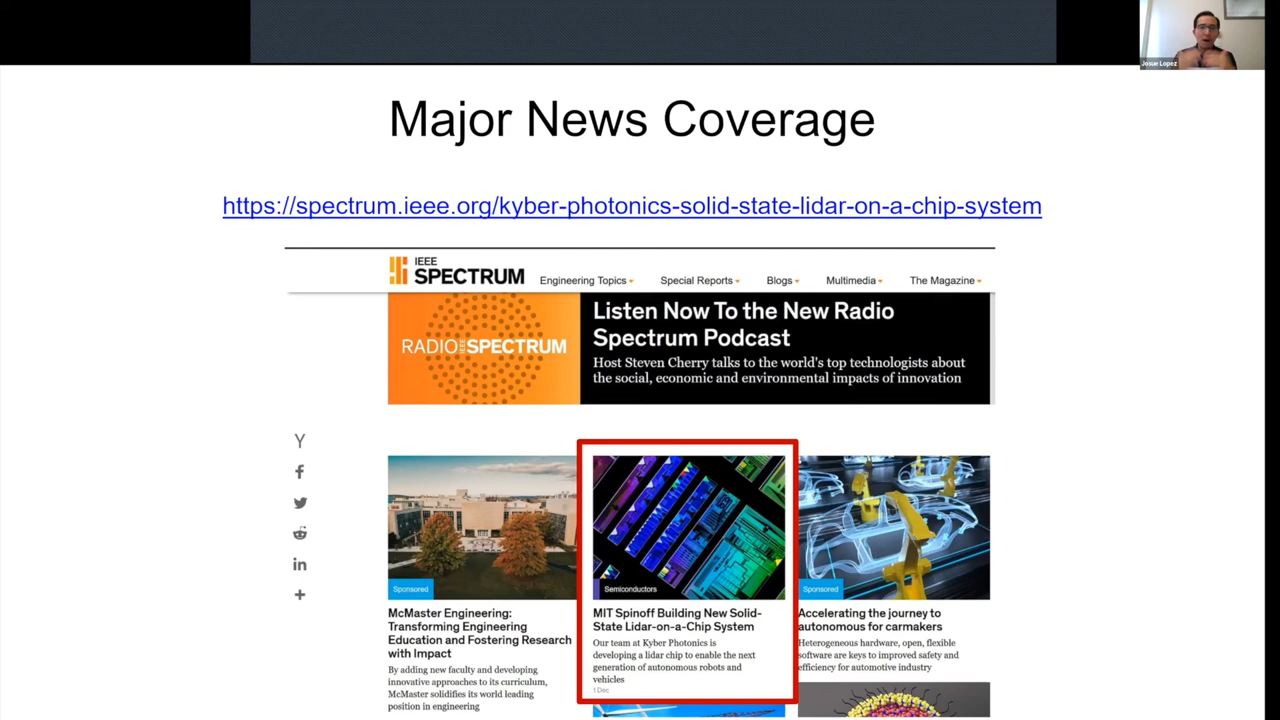 Josue Lopez
Major News Coverage
https://spectrum.ieee.org/kyber-photonics-solid-state-lidar-on-a-chip-system
IEEE
SPECTRUM
Engineering Topics
Special Reports
Blogs
Multimedia
The Magazine
RADIO IEEE SPECTRUM
Listen Now To the New Radio
Spectrum Podcast
Host Steven Cherry talks to the world's top technologists about
the social, economic and environmental impacts of innovation
Sponsored
McMaster Engineering:
Transforming Engineering
Education and Fostering Research
with Impact
By adding new faculty and developing
innovative approaches to its curriculum,
McMaster solidifies its world leading
position in engineering
Semiconductors
MIT Spinoff Building New Solid-
State Lidar-on-a-Chip System
Our team at Kyber Photonics is
developing a lidar chip to enable the next
generation of autonomous robots and
vehicles
1 Dec
Sponsored
Accelerating the journey to
autonomous for carmakers
Heterogeneous hardware, open, flexible
software are keys to improved safety and
efficiency for automotive industry